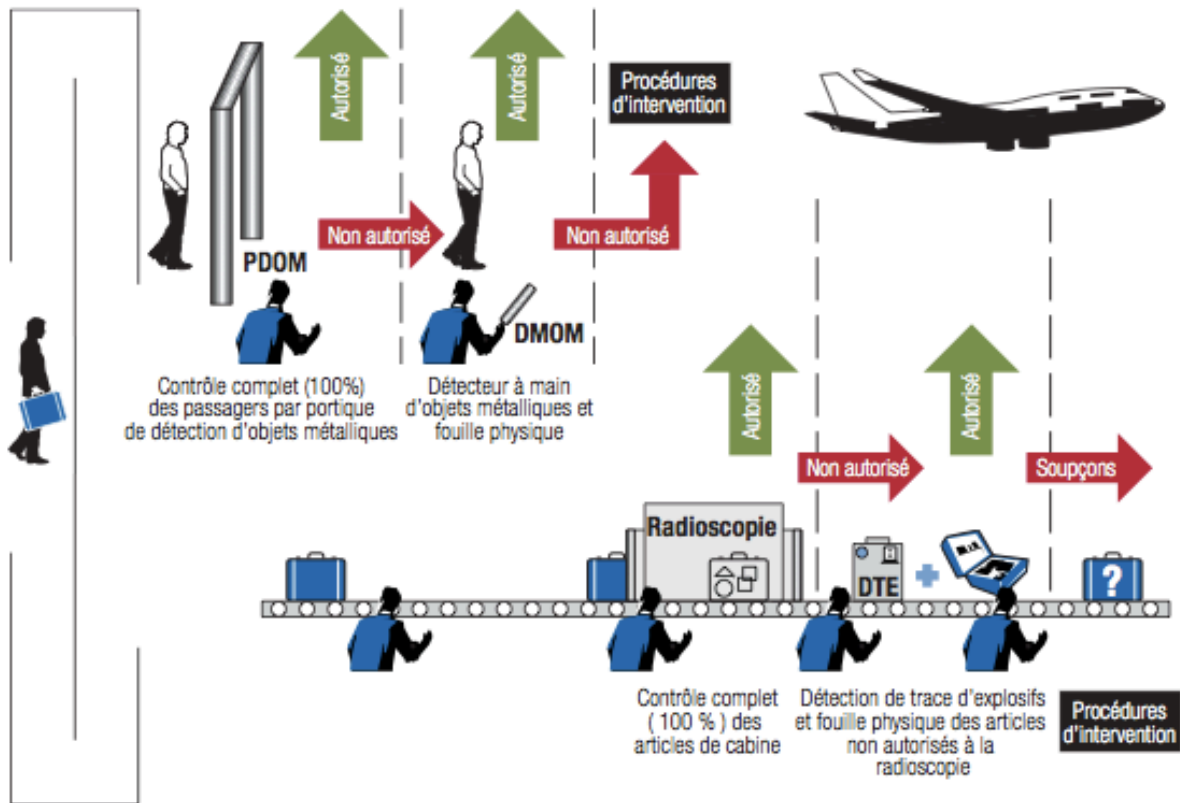 Autorisé
Autorisé
Procédures
d'intervention
Non autorisé
Non autorisé
PDOM
DMOM
Contrôle complet (100%)
des passagers par portique
de détection d'objets métalliques
Détecteur à main
d'objets métalliques et
fouille physique
Autorisé
Autorisé
Non autorisé
Soupçons
Radioscopie
DTE
?
Contrôle complet
( 100 % ) des
articles de cabine
Détection de trace d'explosifs
et fouille physique des articles
non autorisés à la
radioscopie
Procédures
d'intervention